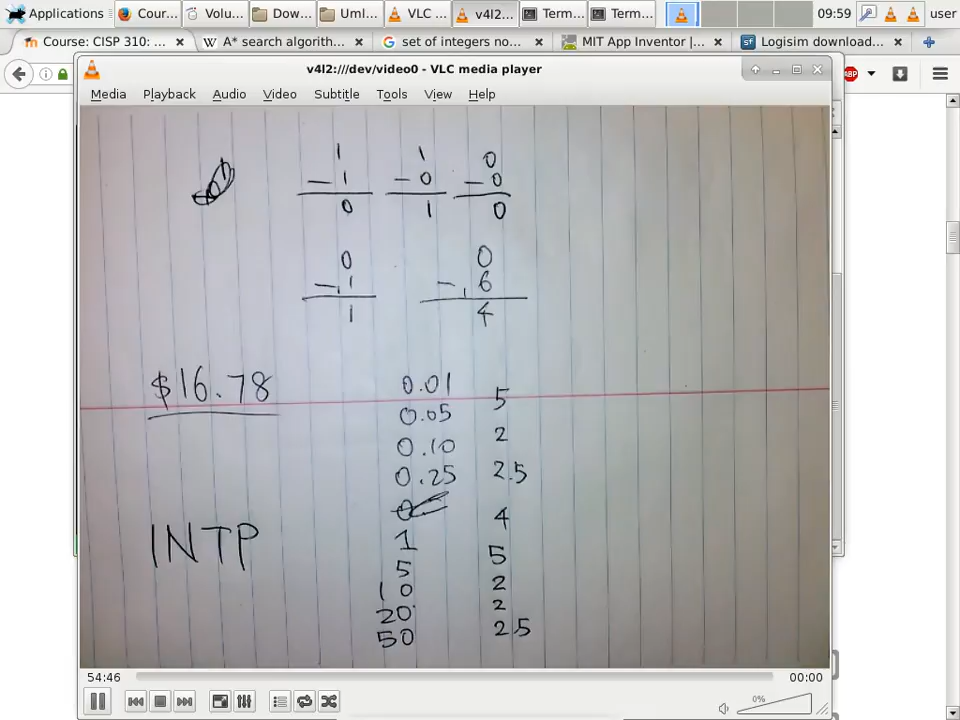 Applications Cour... Volu... Dow... Uml... VLC ... v4l2... Term... Term... 09:59 user
Course: CISP 310: ... × W A* search algorith... × G set of integers no... × MIT App Inventor | ... × sf Logisim download... ×
v4l2:///dev/video0 - VLC media player
ABP
Media Playback Audio Video Subtitle Tools View Help
1 1 0
- 1 - 0 - 0
0 1 0
0 0
- 1 - 6
1 4
$16.78
0.01
5
0.05
2
0.10
0.25 2.5
4
1
INTP
5
5
10 2
20 2
50 2.5
54:46 00:00
0%